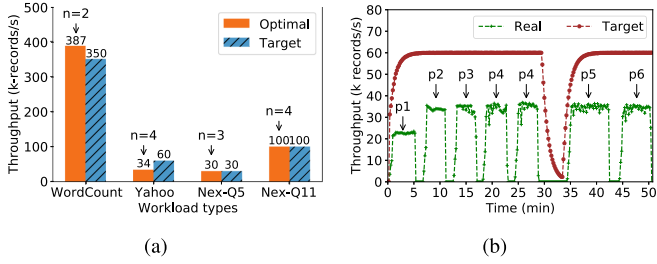 Throughput (k-records/s)
500
400
300
200
100
0
n=2
387
350
n=4
34
60
n=3
30
30
n=4
100
100
Optimal
Target
WordCount
Yahoo
Nex-Q5
Nex-Q11
Workload types
(a)
Throughput (k records/s)
80
70
60
50
40
30
20
10
0
Real
Target
p1
p2
p3
p4
p4
p5
p6
0
5
10
15
20
25
30
35
40
45
50
Time (min)
(b)